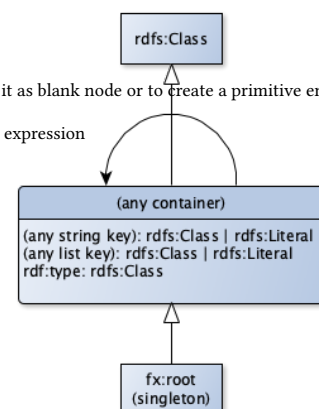 rdfs:Class
it as blank node or to create a primitive
expression
(any container)
(any string key): rdfs:Class | rdfs:Literal
(any list key): rdfs:Class | rdfs:Literal
rdf:type: rdfs:Class
fx:root
(singleton)